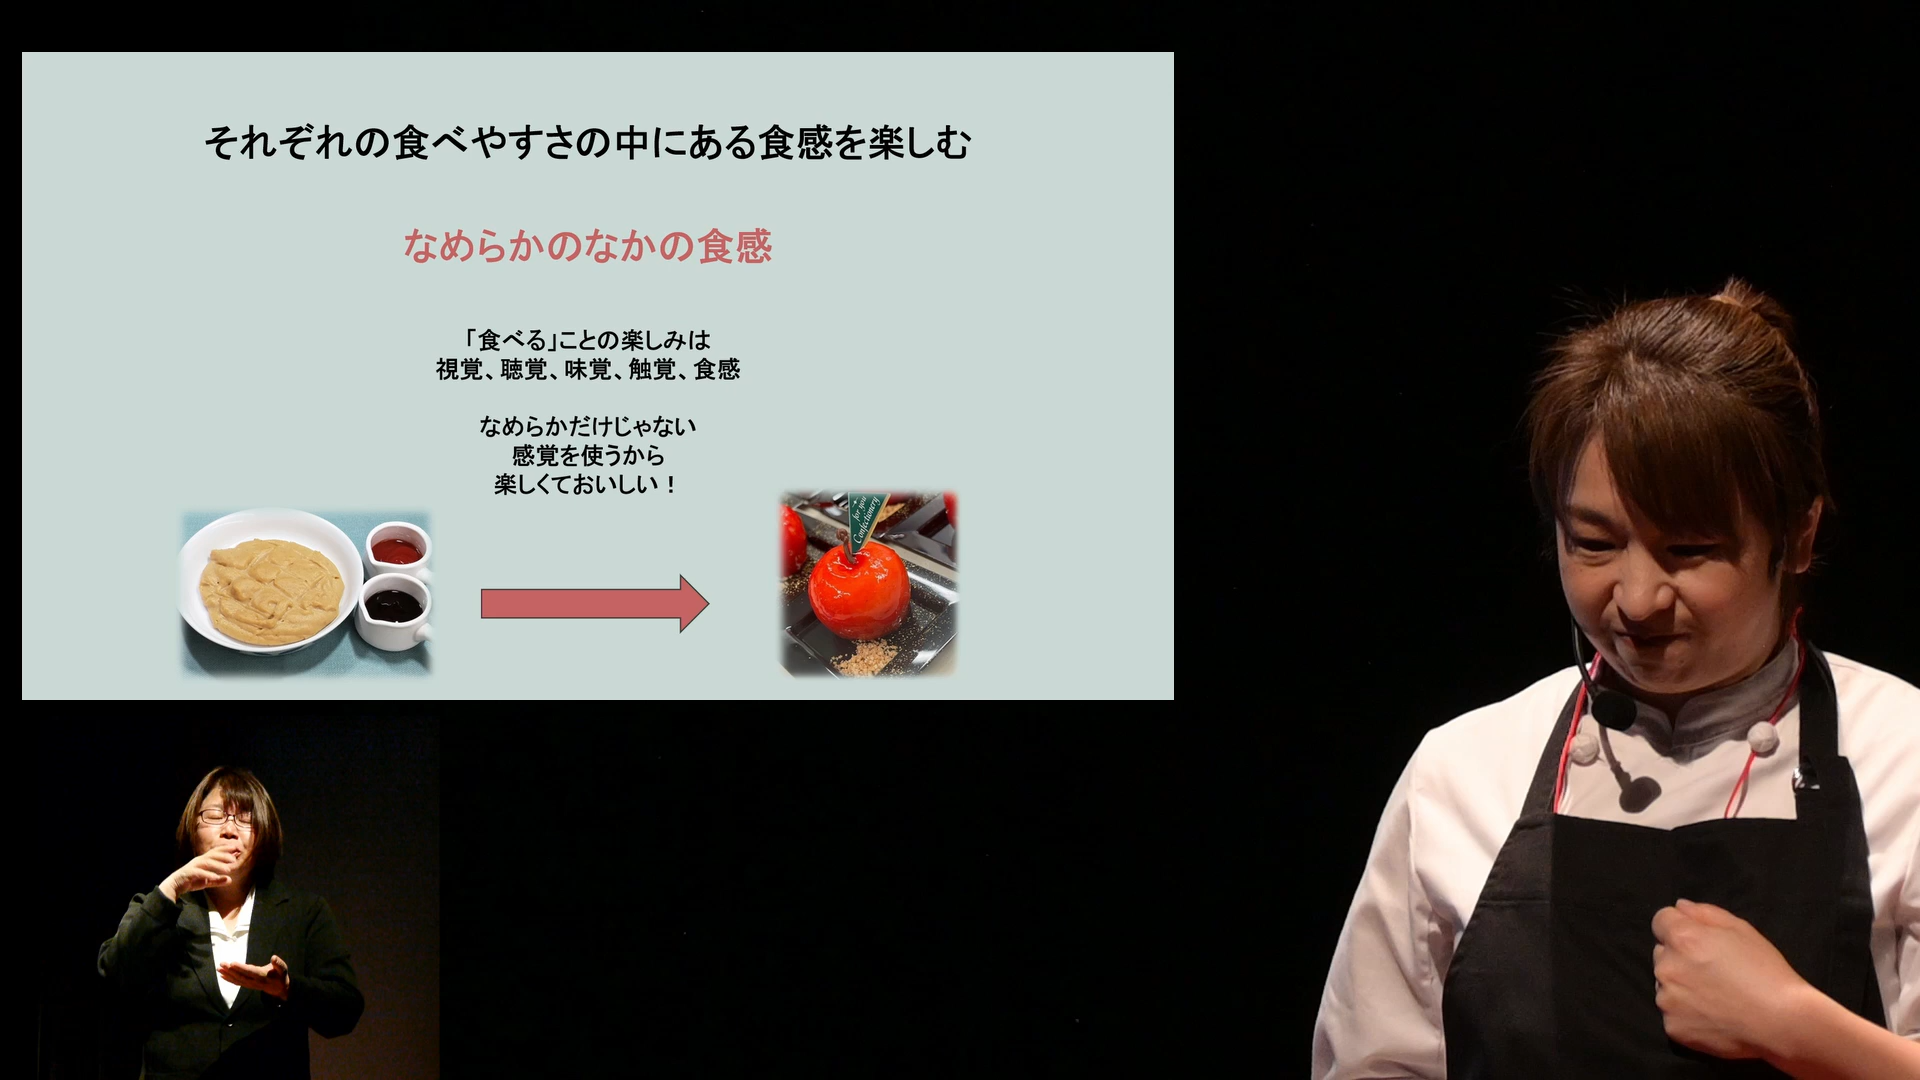 それぞれの食べやすさの中にある食感を楽しむ
なめらかのなかの食感
「食べる」ことの楽しみは
視覚、聴覚、味覚、触覚、食感
なめらかだけじゃない
感覚を使うから
楽しくておいしい！
for you
Confectionery